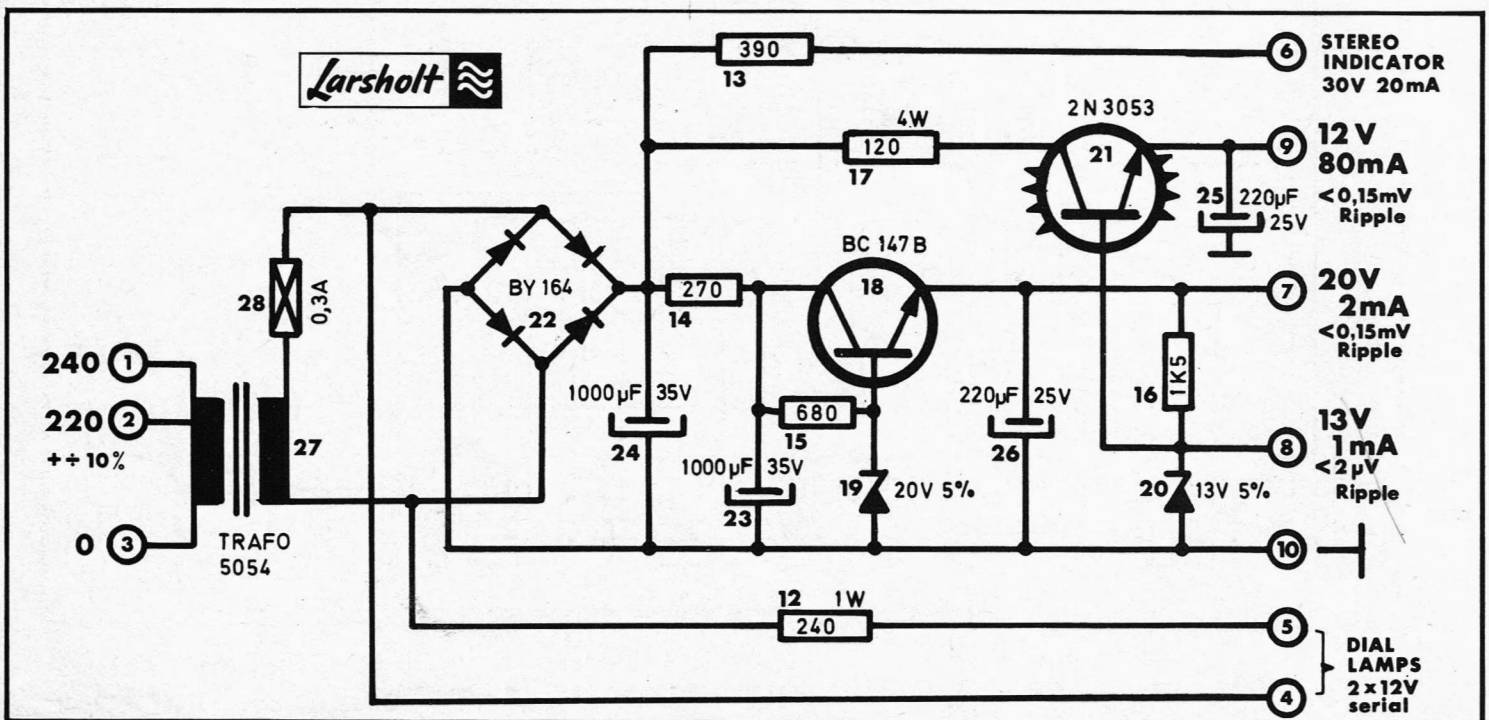 Larsholt
390
13
6
STEREO
INDICATOR
30V 20mA
2N3053
4W
120
17
21
9
12V
80mA
<0,15mV
Ripple
25
220µF
25V
BC 147B
18
28
0,3A
BY 164
22
270
14
7
20V
2mA
<0,15mV
Ripple
240
1
220
2
+÷10%
27
1000µF 35V
24
680
15
220µF 25V
26
16
1K5
8
13V
1mA
<2µV
Ripple
1000µF 35V
23
19
20V 5%
20
13V 5%
0
3
TRAFO
5054
10
12
1W
240
5
DIAL
LAMPS
2x12V
serial
4